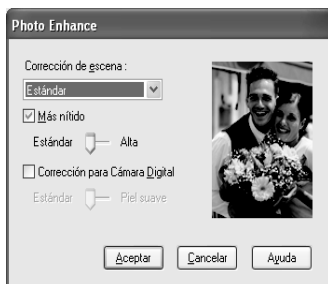 Photo Enhance
Corrección de escena :
Estándar
Más nítido
Estándar Alta
Corrección para Cámara Digital
Estándar Piel suave
Aceptar Cancelar Ayuda